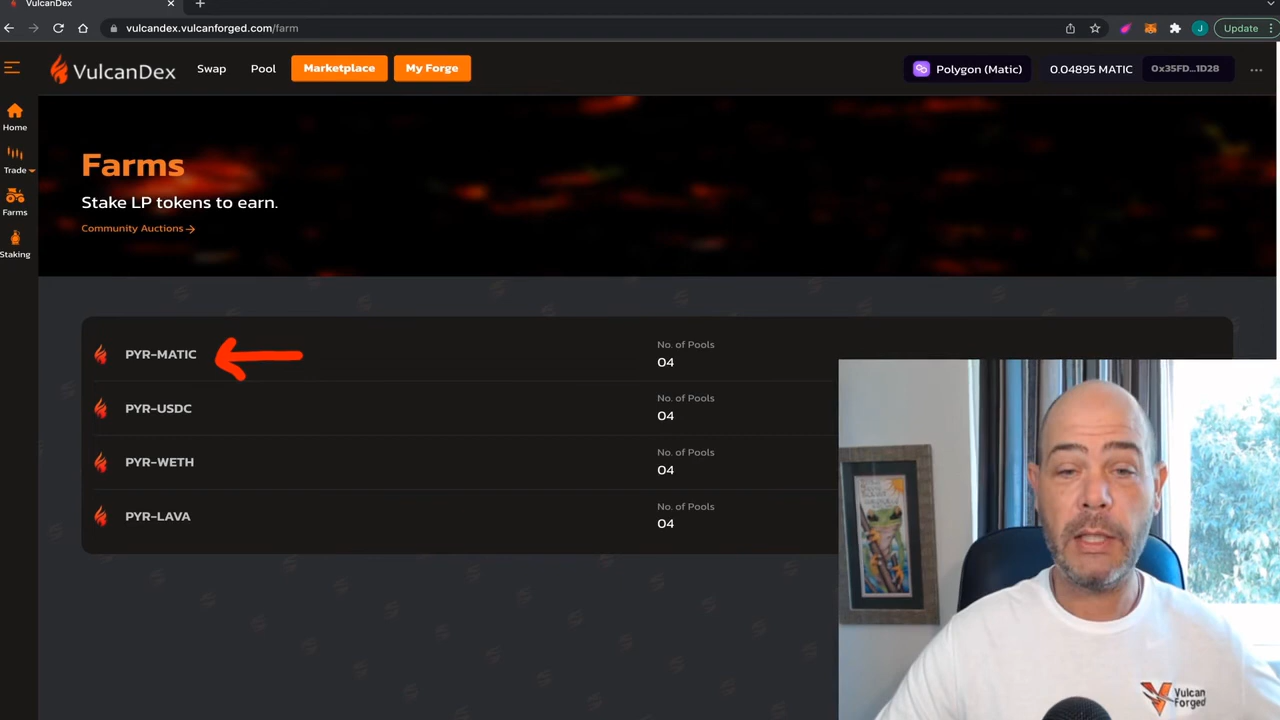 VulcanDex
vulcandex.vulcanforged.com/farm
J
Update
VulcanDex
Swap
Pool
Marketplace
My Forge
Polygon (Matic)
0.04895 MATIC
0x35FD...1D28
Home
Trade
Farms
Staking
Farms
Stake LP tokens to earn.
Community Auctions
PYR-MATIC
No. of Pools
04
PYR-USDC
No. of Pools
04
PYR-WETH
No. of Pools
04
PYR-LAVA
No. of Pools
04
Vulcan
Forged